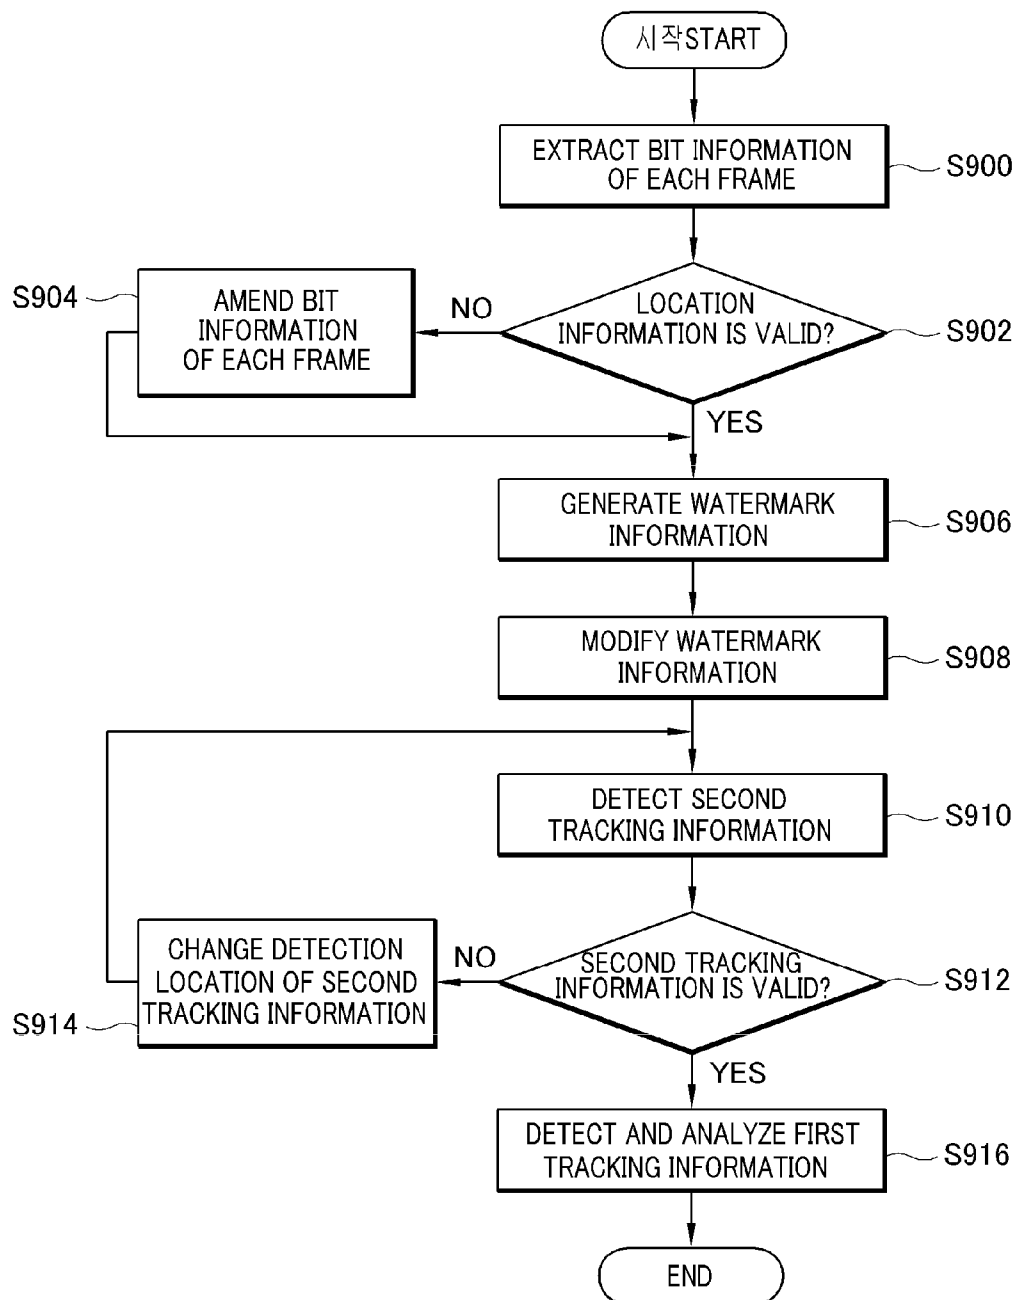 시작START
EXTRACT BIT INFORMATION
OF EACH FRAME
S900
S904
AMEND BIT
INFORMATION
OF EACH FRAME
NO
LOCATION
INFORMATION IS VALID?
S902
YES
GENERATE WATERMARK
INFORMATION
S906
MODIFY WATERMARK
INFORMATION
S908
DETECT SECOND
TRACKING INFORMATION
S910
CHANGE DETECTION
LOCATION OF SECOND
TRACKING INFORMATION
S914
NO
SECOND TRACKING
INFORMATION IS VALID?
S912
YES
DETECT AND ANALYZE FIRST
TRACKING INFORMATION
S916
END